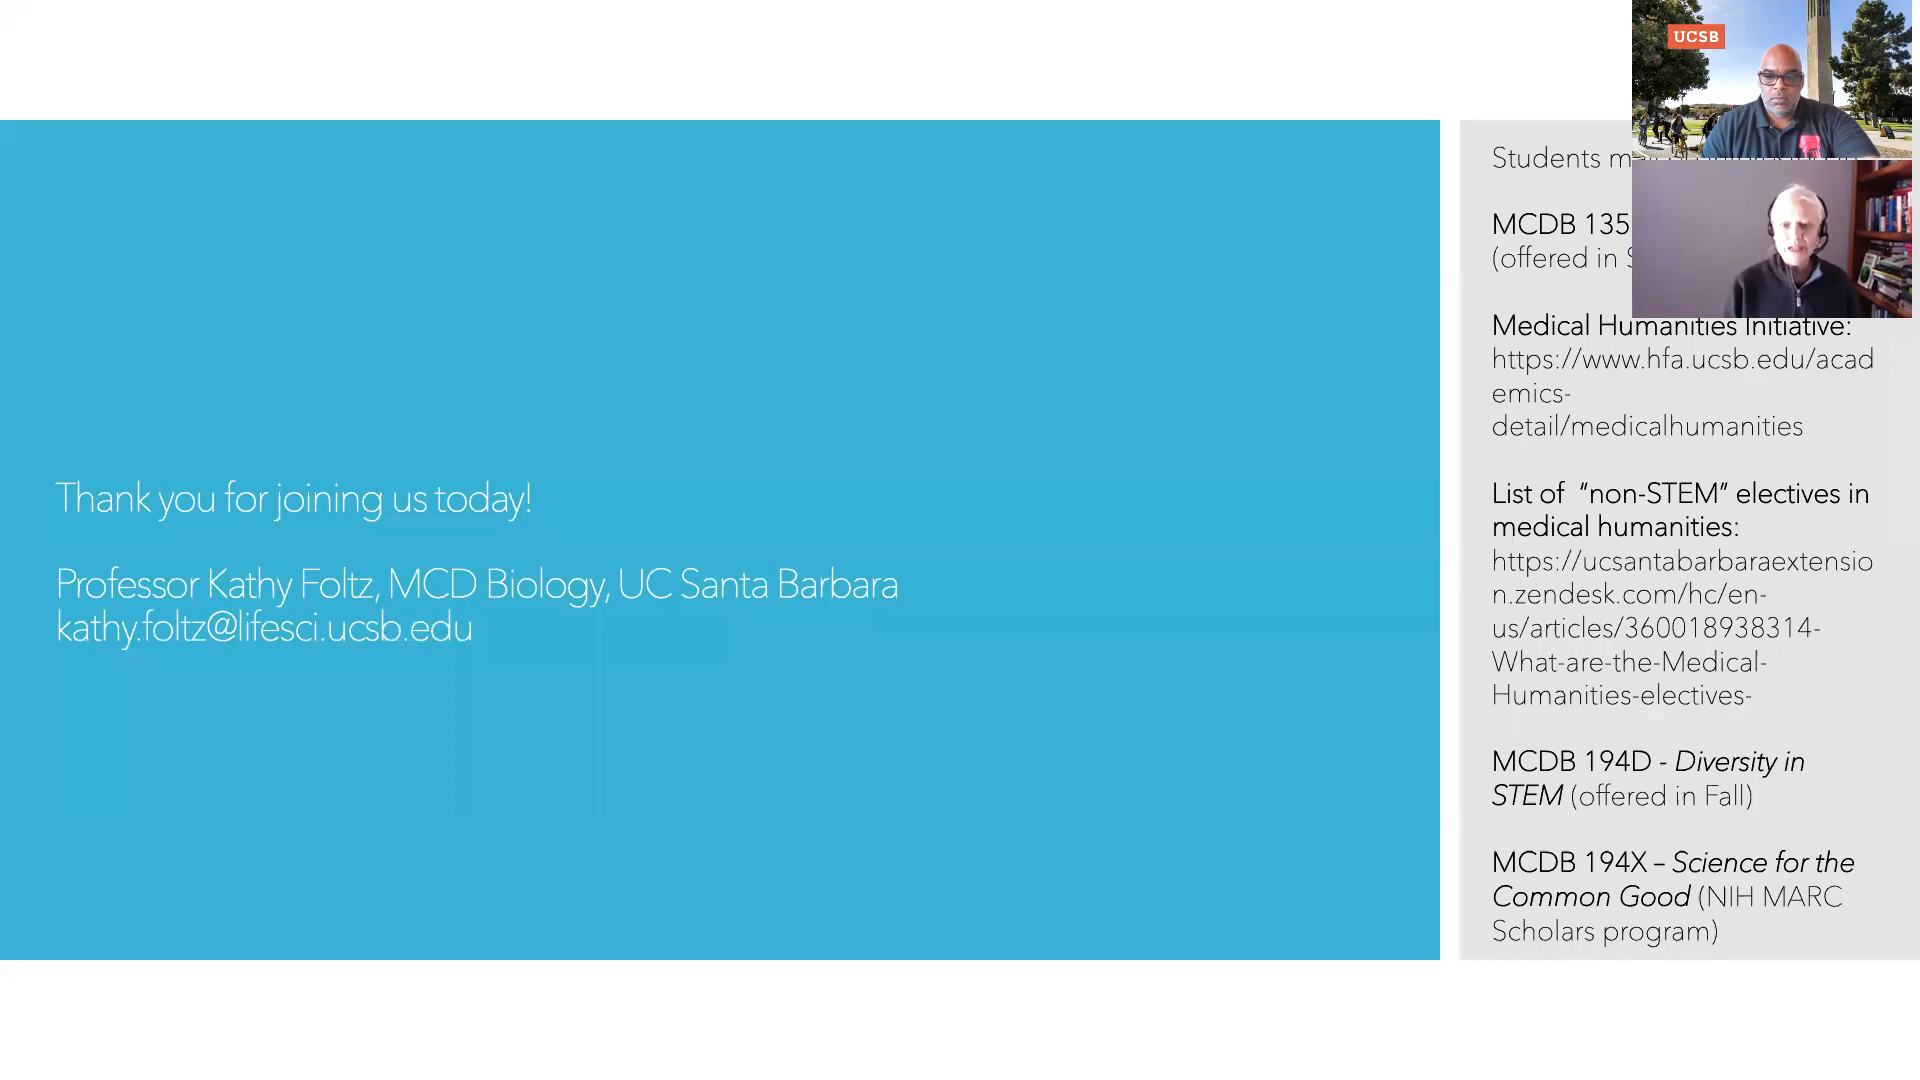 UCSB
Thank you for joining us today!
Professor Kathy Foltz, MCD Biology, UC Santa Barbara
kathy.foltz@lifesci.ucsb.edu
Students
MCDB 135
(offered in
Medical Humanities Initiative:
https://www.hfa.ucsb.edu/acad
emics-
detail/medicalhumanities
List of “non-STEM” electives in
medical humanities:
https://ucsantabarbaraextensio
n.zendesk.com/hc/en-
us/articles/360018938314-
What-are-the-Medical-
Humanities-electives-
MCDB 194D - Diversity in
STEM (offered in Fall)
MCDB 194X – Science for the
Common Good (NIH MARC
Scholars program)